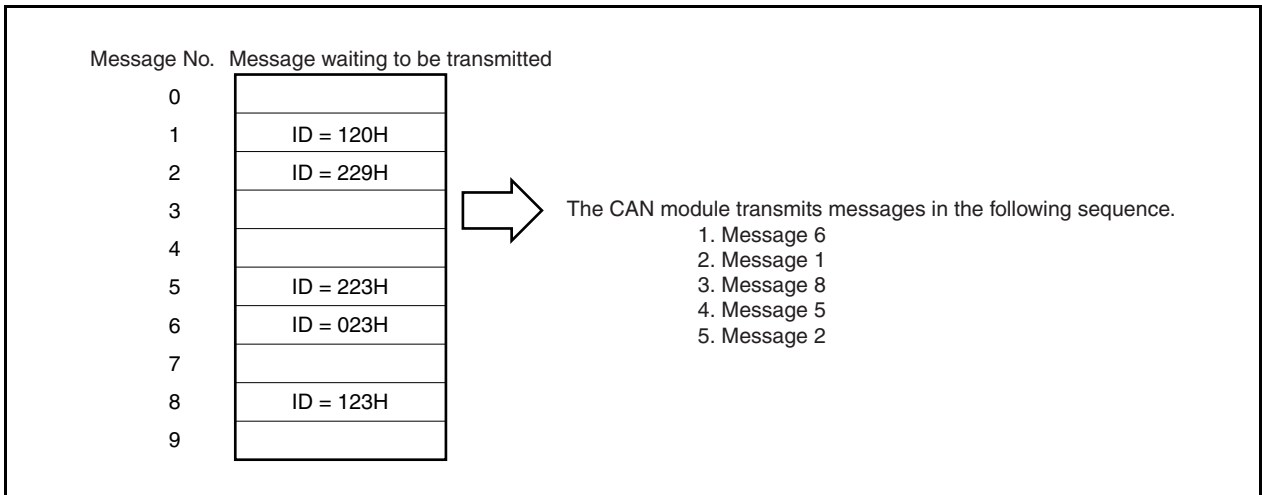 Message No. Message waiting to be transmitted
0
1 ID = 120H
2 ID = 229H
3
4
5 ID = 223H
6 ID = 023H
7
8 ID = 123H
9
The CAN module transmits messages in the following sequence.
1. Message 6
2. Message 1
3. Message 8
4. Message 5
5. Message 2